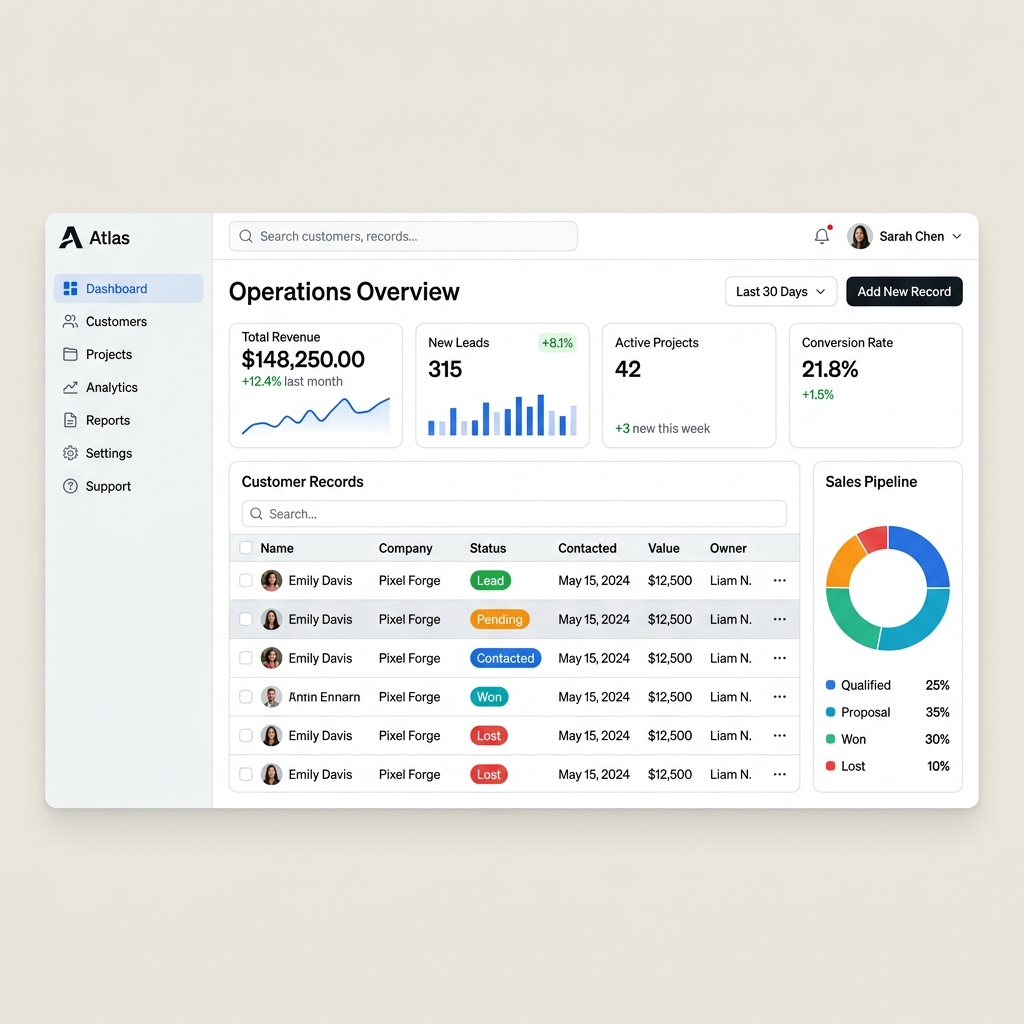 Atlas
Search customers, records...
Sarah Chen
Dashboard
Customers
Projects
Analytics
Reports
Settings
Support
Operations Overview
Last 30 Days
Add New Record
Total Revenue
$148,250.00
+12.4% last month
New Leads +8.1%
315
Active Projects
42
+3 new this week
Conversion Rate
21.8%
+1.5%
Customer Records
Search...
Name Company Status Contacted Value Owner
Emily Davis Pixel Forge Lead May 15, 2024 $12,500 Liam N.
Emily Davis Pixel Forge Pending May 15, 2024 $12,500 Liam N.
Emily Davis Pixel Forge Contacted May 15, 2024 $12,500 Liam N.
Pixel Forge Won May 15, 2024 $12,500 Liam N.
Emily Davis Pixel Forge Lost May 15, 2024 $12,500 Liam N.
Emily Davis Pixel Forge Lost May 15, 2024 $12,500 Liam N.
Sales Pipeline
Qualified 25%
Proposal 35%
Won 30%
Lost 10%